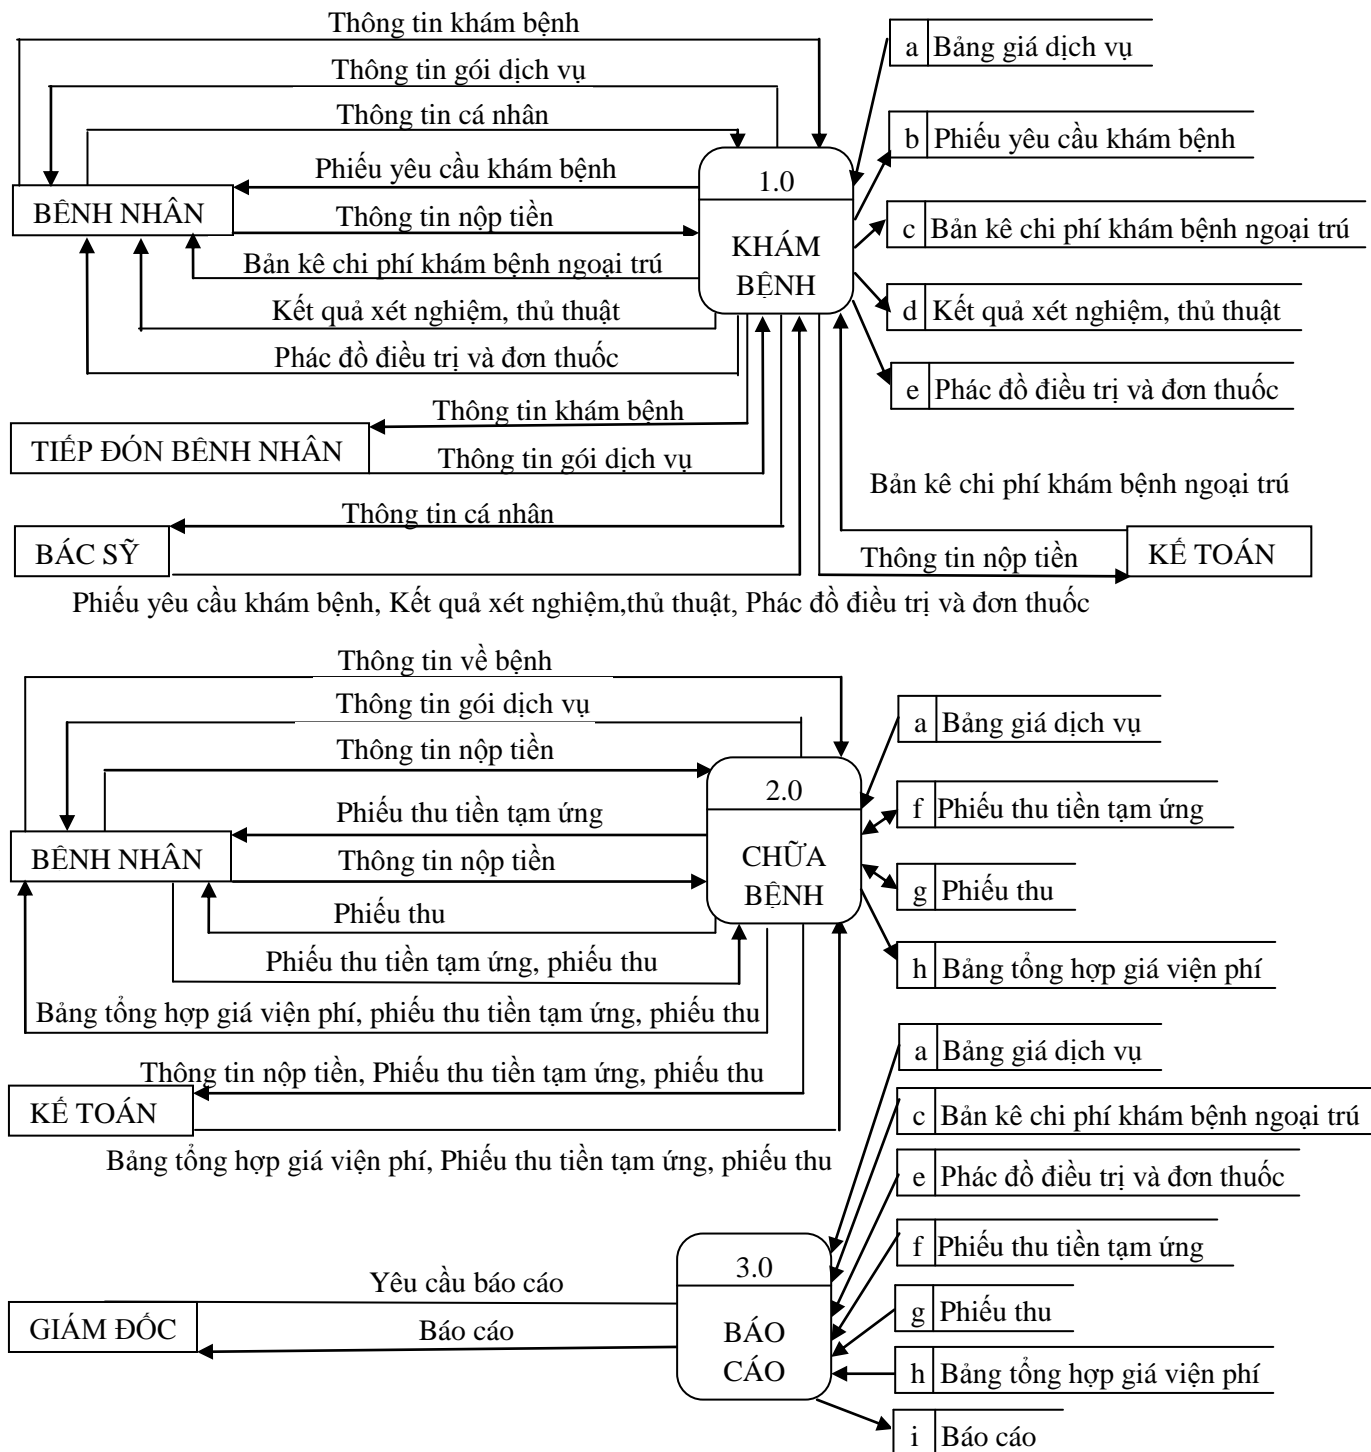 Thông tin khám bệnh
a Bảng giá dịch vụ
Thông tin gói dịch vụ
Thông tin cá nhân
b Phiếu yêu cầu khám bệnh
Phiếu yêu cầu khám bệnh
1.0
BỆNH NHÂN
Thông tin nộp tiền
c Bản kê chi phí khám bệnh ngoại trú
KHÁM
BỆNH
Bản kê chi phí khám bệnh ngoại trú
Kết quả xét nghiệm, thủ thuật
d Kết quả xét nghiệm, thủ thuật
Phác đồ điều trị và đơn thuốc
e Phác đồ điều trị và đơn thuốc
Thông tin khám bệnh
TIẾP ĐÓN BỆNH NHÂN
Thông tin gói dịch vụ
Bản kê chi phí khám bệnh ngoại trú
Thông tin cá nhân
BÁC SỸ
Thông tin nộp tiền
KẾ TOÁN
Phiếu yêu cầu khám bệnh, Kết quả xét nghiệm,thủ thuật, Phác đồ điều trị và đơn thuốc
Thông tin về bệnh
Thông tin gói dịch vụ
a Bảng giá dịch vụ
Thông tin nộp tiền
2.0
Phiếu thu tiền tạm ứng
f Phiếu thu tiền tạm ứng
BỆNH NHÂN
Thông tin nộp tiền
CHỮA
BỆNH
g Phiếu thu
Phiếu thu
Phiếu thu tiền tạm ứng, phiếu thu
h Bảng tổng hợp giá viện phí
Bảng tổng hợp giá viện phí, phiếu thu tiền tạm ứng, phiếu thu
a Bảng giá dịch vụ
Thông tin nộp tiền, Phiếu thu tiền tạm ứng, phiếu thu
KẾ TOÁN
c Bản kê chi phí khám bệnh ngoại trú
Bảng tổng hợp giá viện phí, Phiếu thu tiền tạm ứng, phiếu thu
e Phác đồ điều trị và đơn thuốc
f Phiếu thu tiền tạm ứng
3.0
Yêu cầu báo cáo
g Phiếu thu
GIÁM ĐỐC
Báo cáo
BÁO
CÁO
h Bảng tổng hợp giá viện phí
i Báo cáo